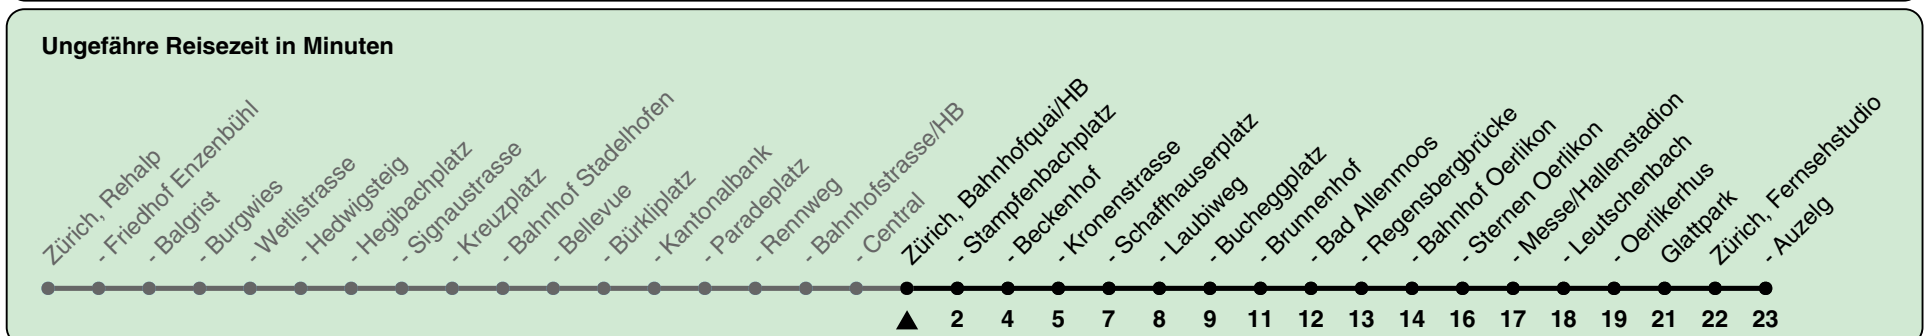 Ungefähre Reisezeit in Minuten
Zürich, Rehalp
- Friedhof Enzenbühl
- Balgrist
- Burgwies
- Wetlistrasse
- Hedwigsteig
- Hegibachplatz
- Signaustrasse
- Kreuzplatz
- Bahnhof Stadelhofen
- Bellevue
- Bürkliplatz
- Kantonalbank
- Paradeplatz
- Rennweg
- Bahnhofstrasse/HB
- Central
Zürich, Bahnhofquai/HB
- Stampfenbachplatz
- Beckenhof
- Kronenstrasse
- Schaffhauserplatz
- Laubiweg
- Bucheggplatz
- Brunnenhof
- Bad Allenmoos
- Regensbergbrücke
- Bahnhof Oerlikon
- Sternen Oerlikon
- Messe/Hallenstadion
- Leutschenbach
- Oerlikerhus
Glattpark
Zürich, Fernsehstudio
- Auzelg
2 4 5 7 8 9 11 12 13 14 16 17 18 19 21 22 23